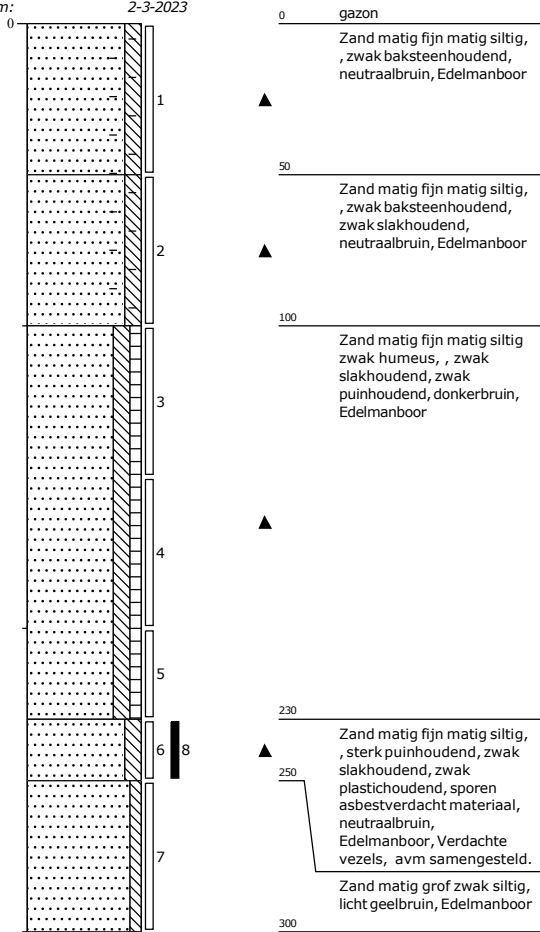 m: 2-3-2023
0
1
2
3
4
5
6 8
7
0 gazon
Zand matig fijn matig siltig,
, zwak baksteenhoudend,
neutraalbruin, Edelmanboor
50
Zand matig fijn matig siltig,
, zwak baksteenhoudend,
zwak slakhoudend,
neutraalbruin, Edelmanboor
100
Zand matig fijn matig siltig
zwak humeus, , zwak
slakhoudend, zwak
puinhoudend, donkerbruin,
Edelmanboor
230
Zand matig fijn matig siltig,
, sterk puinhoudend, zwak
slakhoudend, zwak
plastichoudend, sporen
asbestverdacht materiaal,
neutraalbruin,
Edelmanboor, Verdachte
vezels, avm samengesteld.
250
Zand matig grof zwak siltig,
licht geelbruin, Edelmanboor
300